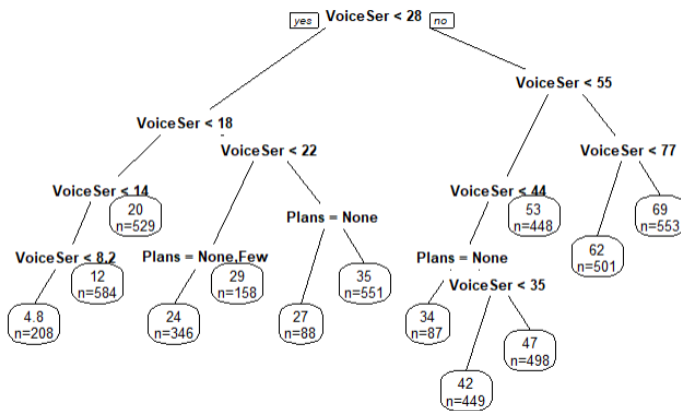 yes VoiceSer < 28 no
VoiceSer < 55
VoiceSer < 18
VoiceSer < 22
VoiceSer < 77
VoiceSer < 14
20
n=529
Plans = None
VoiceSer < 44
53
n=448
69
n=553
VoiceSer < 8.2
12
n=584
Plans = None,Few
29
n=158
35
n=551
Plans = None
62
n=501
VoiceSer < 35
4.8
n=208
24
n=346
27
n=88
34
n=87
47
n=498
42
n=449